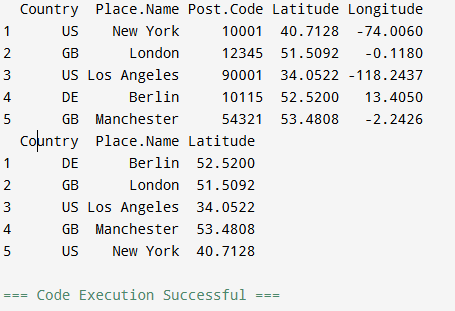 Country Place.Name Post.Code Latitude Longitude
1 US New York 10001 40.7128 -74.0060
2 GB London 12345 51.5092 -0.1180
3 US Los Angeles 90001 34.0522 -118.2437
4 DE Berlin 10115 52.5200 13.4050
5 GB Manchester 54321 53.4808 -2.2426
Country Place.Name Latitude
1 DE Berlin 52.5200
2 GB London 51.5092
3 US Los Angeles 34.0522
4 GB Manchester 53.4808
5 US New York 40.7128
=== Code Execution Successful ===